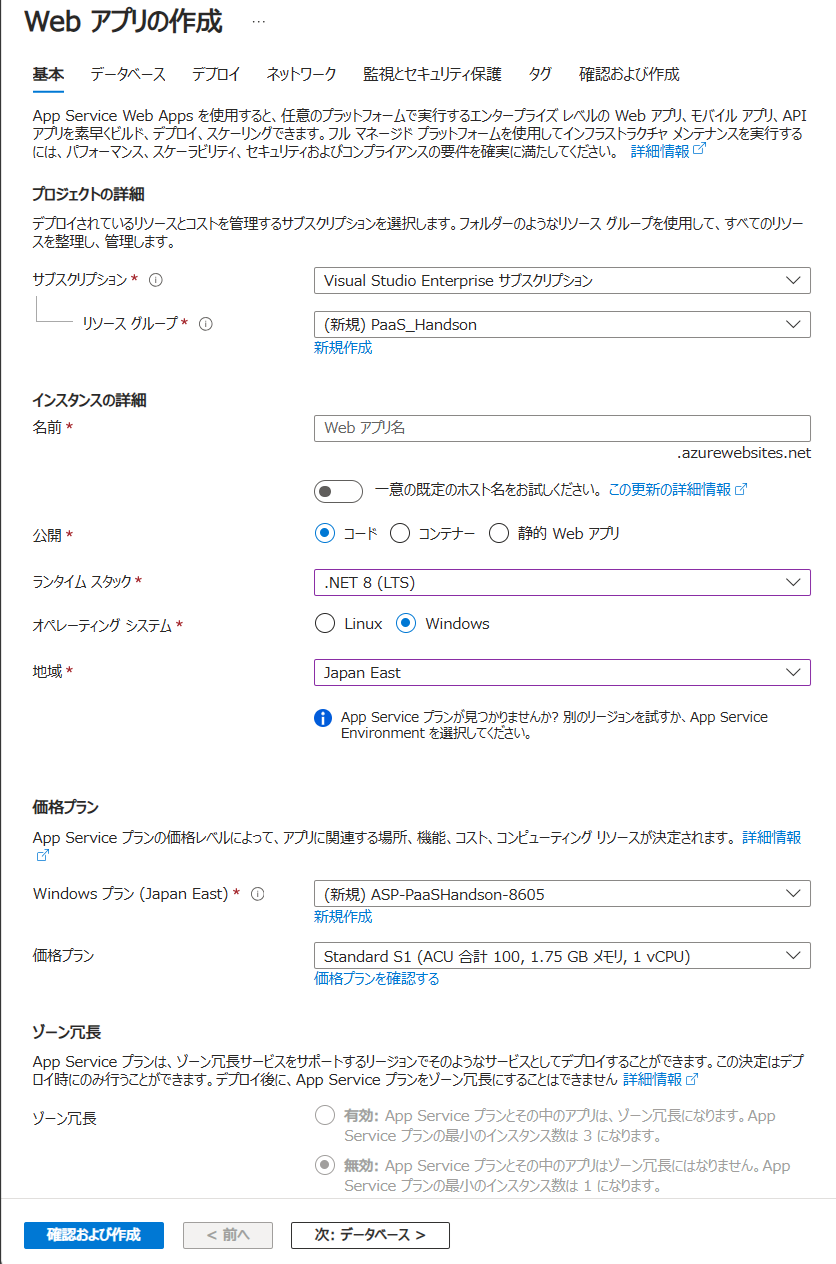 Web アプリの作成 …
基本 データベース デプロイ ネットワーク 監視とセキュリティ保護 タグ 確認および作成
App Service Web Apps を使用すると、任意のプラットフォームで実行するエンタープライズ レベルの Web アプリ、モバイル アプリ、API
アプリを素早くビルド、デプロイ、スケーリングできます。フル マネージド プラットフォームを使用してインフラストラクチャ メンテナンスを実行する
には、パフォーマンス、スケーラビリティ、セキュリティおよびコンプライアンスの要件を確実に満たしてください。 詳細情報
プロジェクトの詳細
デプロイされているリソースとコストを管理するサブスクリプションを選択します。フォルダーのようなリソース グループを使用して、すべてのリソー
スを整理し、管理します。
サブスクリプション * Visual Studio Enterprise サブスクリプション
リソース グループ * (新規) PaaS_Handson
新規作成
インスタンスの詳細
名前 * Web アプリ名
.azurewebsites.net
一意の既定のホスト名をお試しください。 この更新の詳細情報
公開 * コード コンテナー 静的 Web アプリ
ランタイム スタック * .NET 8 (LTS)
オペレーティング システム * Linux Windows
地域 * Japan East
App Service プランが見つかりませんか? 別のリージョンを試すか、App Service
Environment を選択してください。
価格プラン
App Service プランの価格レベルによって、アプリに関連する場所、機能、コスト、コンピューティング リソースが決定されます。 詳細情報
Windows プラン (Japan East) * (新規) ASP-PaaSHandson-8605
新規作成
価格プラン Standard S1 (ACU 合計 100, 1.75 GB メモリ, 1 vCPU)
価格プランを確認する
ゾーン冗長
App Service プランは、ゾーン冗長サービスをサポートするリージョンでそのようなサービスとしてデプロイすることができます。この決定はデプ
ロイ時にのみ行うことができます。デプロイ後に、App Service プランをゾーン冗長にすることはできません 詳細情報
ゾーン冗長 有効: App Service プランとその中のアプリは、ゾーン冗長になります。App
Service プランの最小のインスタンス数は 3 になります。
無効: App Service プランとその中のアプリはゾーン冗長にはなりません。App
Service プランの最小のインスタンス数は 1 になります。
確認および作成 < 前へ 次: データベース >